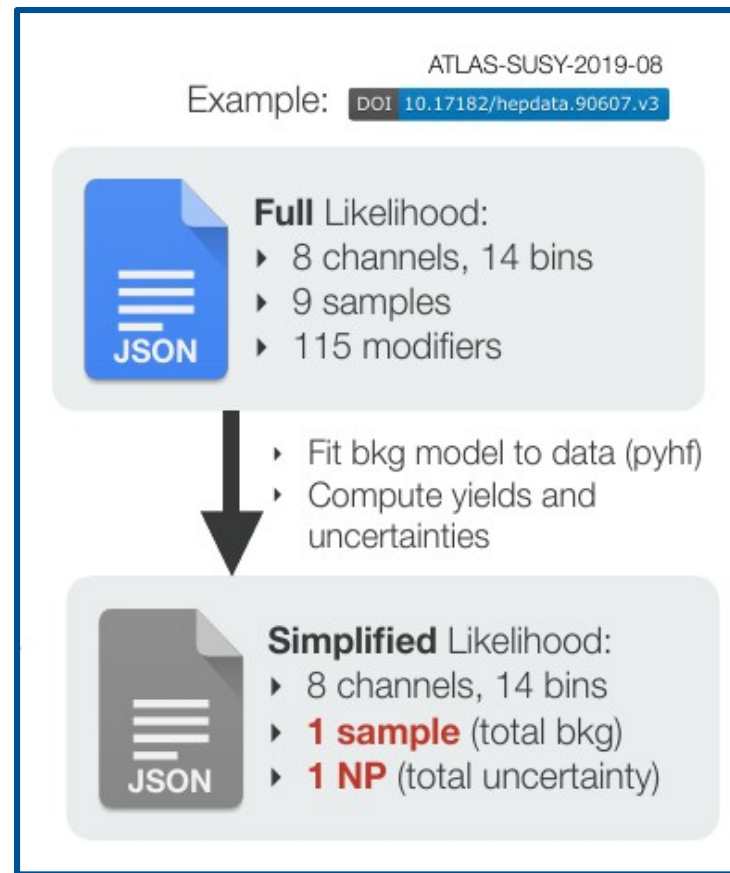 ATLAS-SUSY-2019-08
Example: DOI 10.17182/hepdata.90607.v3
Full Likelihood:
‣ 8 channels, 14 bins
‣ 9 samples
‣ 115 modifiers
JSON
‣ Fit bkg model to data (pyhf)
‣ Compute yields and
uncertainties
Simplified Likelihood:
‣ 8 channels, 14 bins
‣ 1 sample (total bkg)
‣ 1 NP (total uncertainty)
JSON